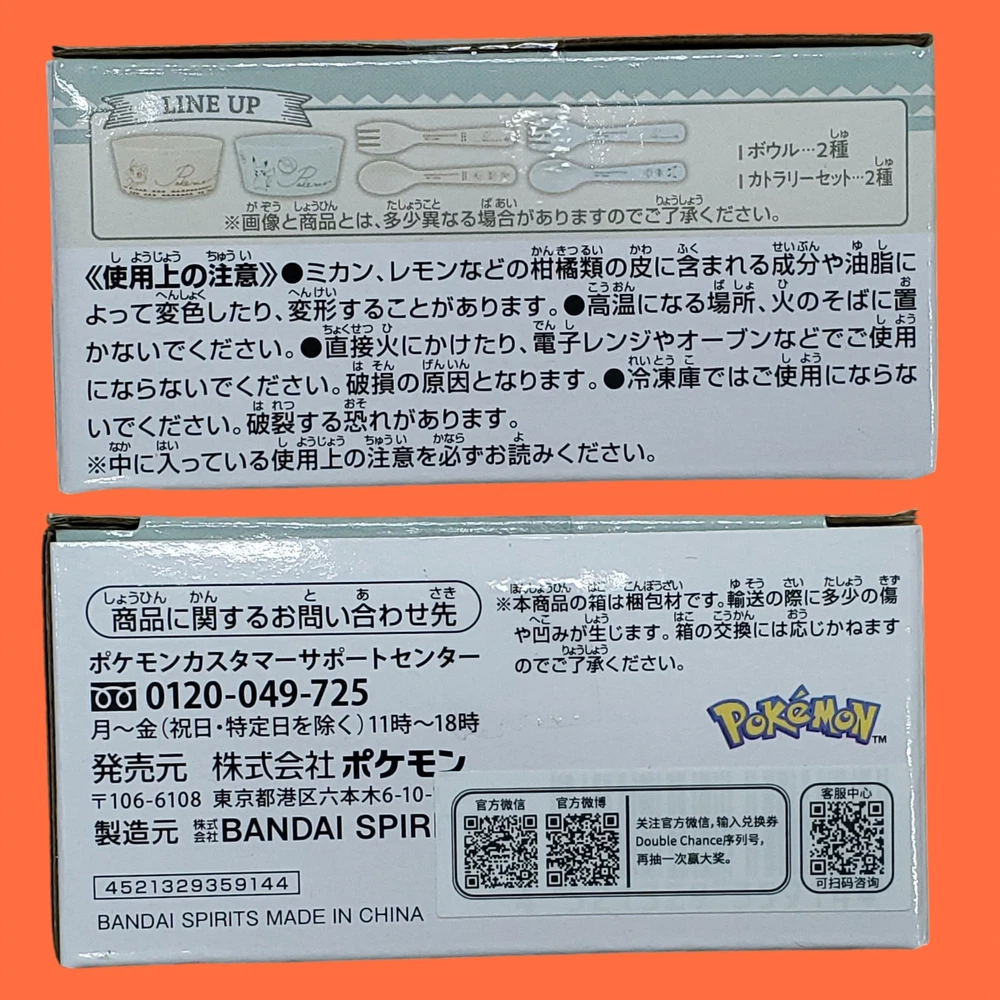 LINE UP
| ボウル…2種
| カトラリーセット…2種
※画像と商品とは、多少異なる場合がありますのでご了承ください。
《使用上の注意》●ミカン、レモンなどの柑橘類の皮に含まれる成分や油脂に
よって変色したり、変形することがあります。●高温になる場所、火のそばに置
かないでください。●直接火にかけたり、電子レンジやオーブンなどでご使用
にならないでください。破損の原因となります。●冷凍庫ではご使用にならな
いでください。破裂する恐れがあります。
※中に入っている使用上の注意を必ずお読みください。
商品に関するお問い合わせ先
ポケモンカスタマーサポートセンター
0120-049-725
月〜金(祝日・特定日を除く)11時〜18時
発売元 株式会社ポケモン
〒106-6108 東京都港区六本木6-10-
製造元 株式会社BANDAI SPIRI
4521329359144
BANDAI SPIRITS MADE IN CHINA
※本商品の箱は梱包材です。輸送の際に多少の傷
や凹みが生じます。箱の交換には応じかねます
のでご了承ください。
POKéMON TM
官方微信 官方微博
关注官方微信,输入兑换券
Double Chance序列号,
再抽一次赢大奖。
客服中心
可扫码咨询